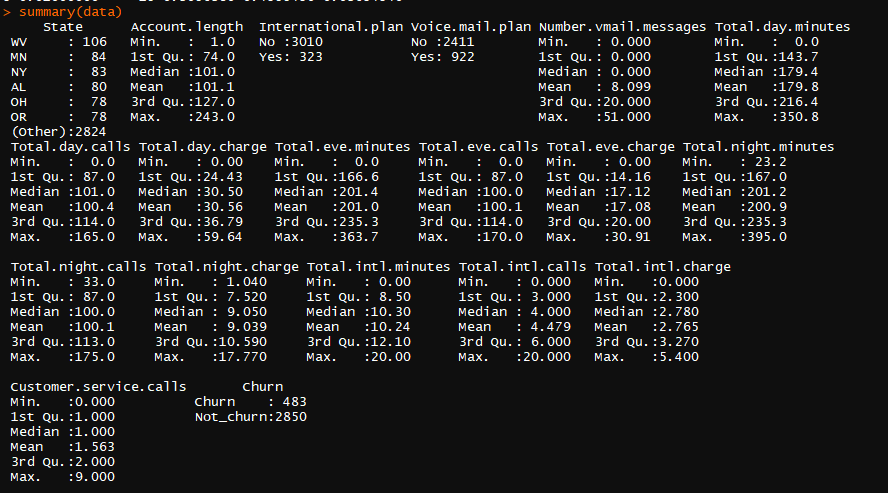 > summary(data)
State Account.length International.plan Voice.mail.plan Number.vmail.messages Total.day.minutes
WV : 106 Min. : 1.0 No :3010 No :2411 Min. : 0.000 Min. : 0.0
MN : 84 1st Qu.: 74.0 Yes: 323 Yes: 922 1st Qu.: 0.000 1st Qu.:143.7
NY : 83 Median :101.0 Median : 0.000 Median :179.4
AL : 80 Mean :101.1 Mean : 8.099 Mean :179.8
OH : 78 3rd Qu.:127.0 3rd Qu.:20.000 3rd Qu.:216.4
OR : 78 Max. :243.0 Max. :51.000 Max. :350.8
(Other):2824
Total.day.calls Total.day.charge Total.eve.minutes Total.eve.calls Total.eve.charge Total.night.minutes
Min. : 0.0 Min. : 0.00 Min. : 0.0 Min. : 0.0 Min. : 0.00 Min. : 23.2
1st Qu.: 87.0 1st Qu.:24.43 1st Qu.:166.6 1st Qu.: 87.0 1st Qu.:14.16 1st Qu.:167.0
Median :101.0 Median :30.50 Median :201.4 Median :100.0 Median :17.12 Median :201.2
Mean :100.4 Mean :30.56 Mean :201.0 Mean :100.1 Mean :17.08 Mean :200.9
3rd Qu.:114.0 3rd Qu.:36.79 3rd Qu.:235.3 3rd Qu.:114.0 3rd Qu.:20.00 3rd Qu.:235.3
Max. :165.0 Max. :59.64 Max. :363.7 Max. :170.0 Max. :30.91 Max. :395.0
Total.night.calls Total.night.charge Total.intl.minutes Total.intl.calls Total.intl.charge
Min. : 33.0 Min. : 1.040 Min. : 0.00 Min. : 0.000 Min. :0.000
1st Qu.: 87.0 1st Qu.: 7.520 1st Qu.: 8.50 1st Qu.: 3.000 1st Qu.:2.300
Median :100.0 Median : 9.050 Median :10.30 Median : 4.000 Median :2.780
Mean :100.1 Mean : 9.039 Mean :10.24 Mean : 4.479 Mean :2.765
3rd Qu.:113.0 3rd Qu.:10.590 3rd Qu.:12.10 3rd Qu.: 6.000 3rd Qu.:3.270
Max. :175.0 Max. :17.770 Max. :20.00 Max. :20.000 Max. :5.400
Customer.service.calls Churn
Min. :0.000 Churn : 483
1st Qu.:1.000 Not_churn:2850
Median :1.000
Mean :1.563
3rd Qu.:2.000
Max. :9.000